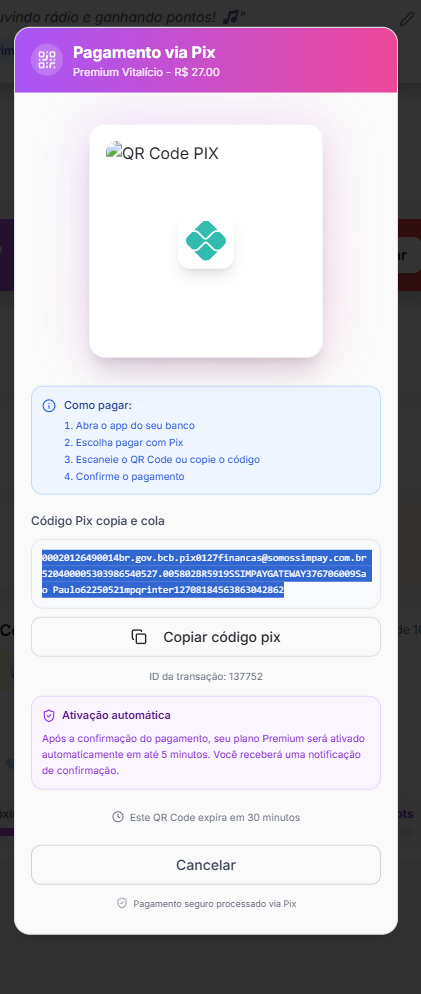 uvindo rádio e ganhando pontos! 🎵"
Pagamento via Pix
Premium Vitalício - R$ 27.00
QR Code PIX
Como pagar:
1. Abra o app do seu banco
2. Escolha pagar com Pix
3. Escaneie o QR Code ou copie o código
4. Confirme o pagamento
Código Pix copia e cola
00020126490014br.gov.bcb.pix0127financas@somossimpay.com.br
5204000053039865405​27.005802BR5919SSIMPAYGATEWAY376706009Sa
o Paulo62250521mpqrinter12708184563863042862
Copiar código pix
ID da transação: 137752
Ativação automática
Após a confirmação do pagamento, seu plano Premium será ativado
automaticamente em até 5 minutos. Você receberá uma notificação
de confirmação.
Este QR Code expira em 30 minutos
Cancelar
Pagamento seguro processado via Pix